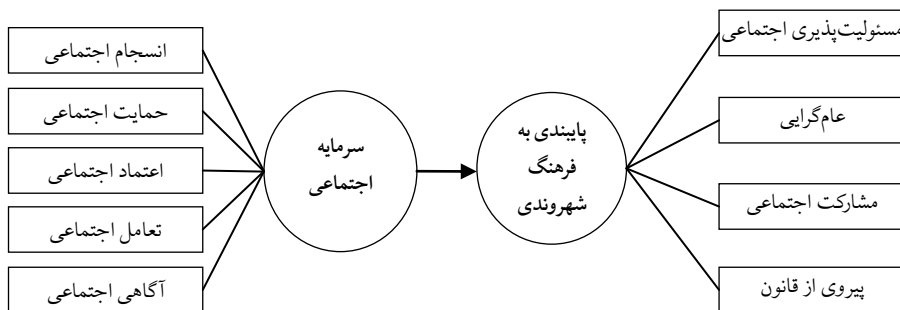 مسئولیت‌پذیری اجتماعی
عام‌گرایی
مشارکت اجتماعی
پیروی از قانون
پایبندی به
فرهنگ
شهروندی
سرمایه
اجتماعی
انسجام اجتماعی
حمایت اجتماعی
اعتماد اجتماعی
تعامل اجتماعی
آگاهی اجتماعی